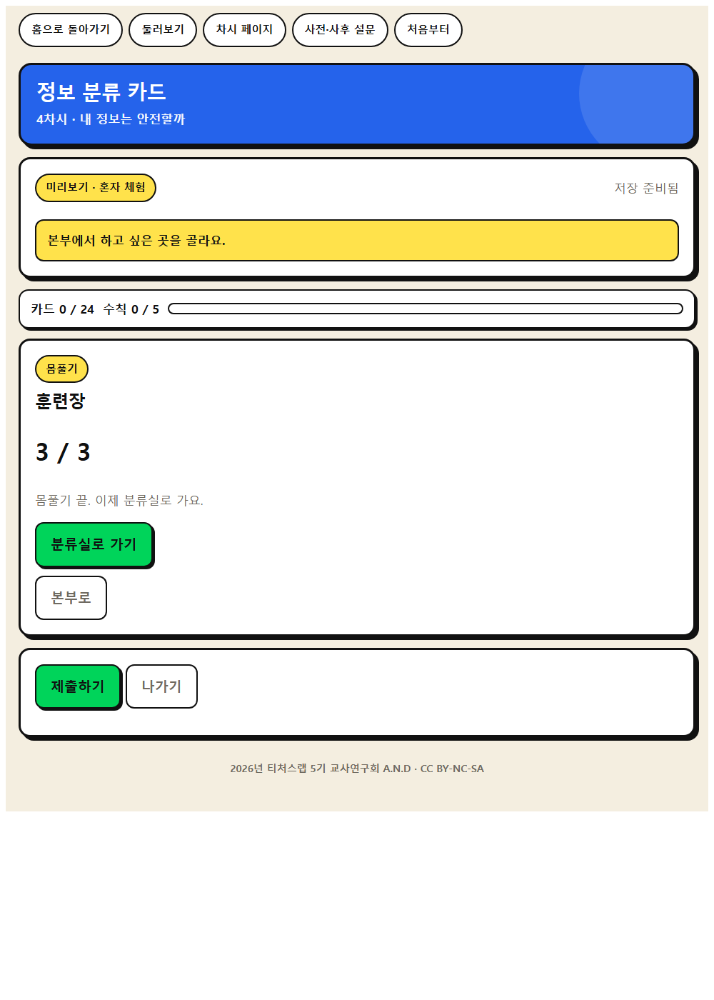 홈으로 돌아가기 둘러보기 차시 페이지 사전·사후 설문 처음부터
정보 분류 카드
4차시 · 내 정보는 안전할까
미리보기 · 혼자 체험 저장 준비됨
본부에서 하고 싶은 곳을 골라요.
카드 0 / 24 수칙 0 / 5
몸풀기
훈련장
3 / 3
몸풀기 끝. 이제 분류실로 가요.
분류실로 가기
본부로
제출하기 나가기
2026년 티처스랩 5기 교사연구회 A.N.D · CC BY-NC-SA